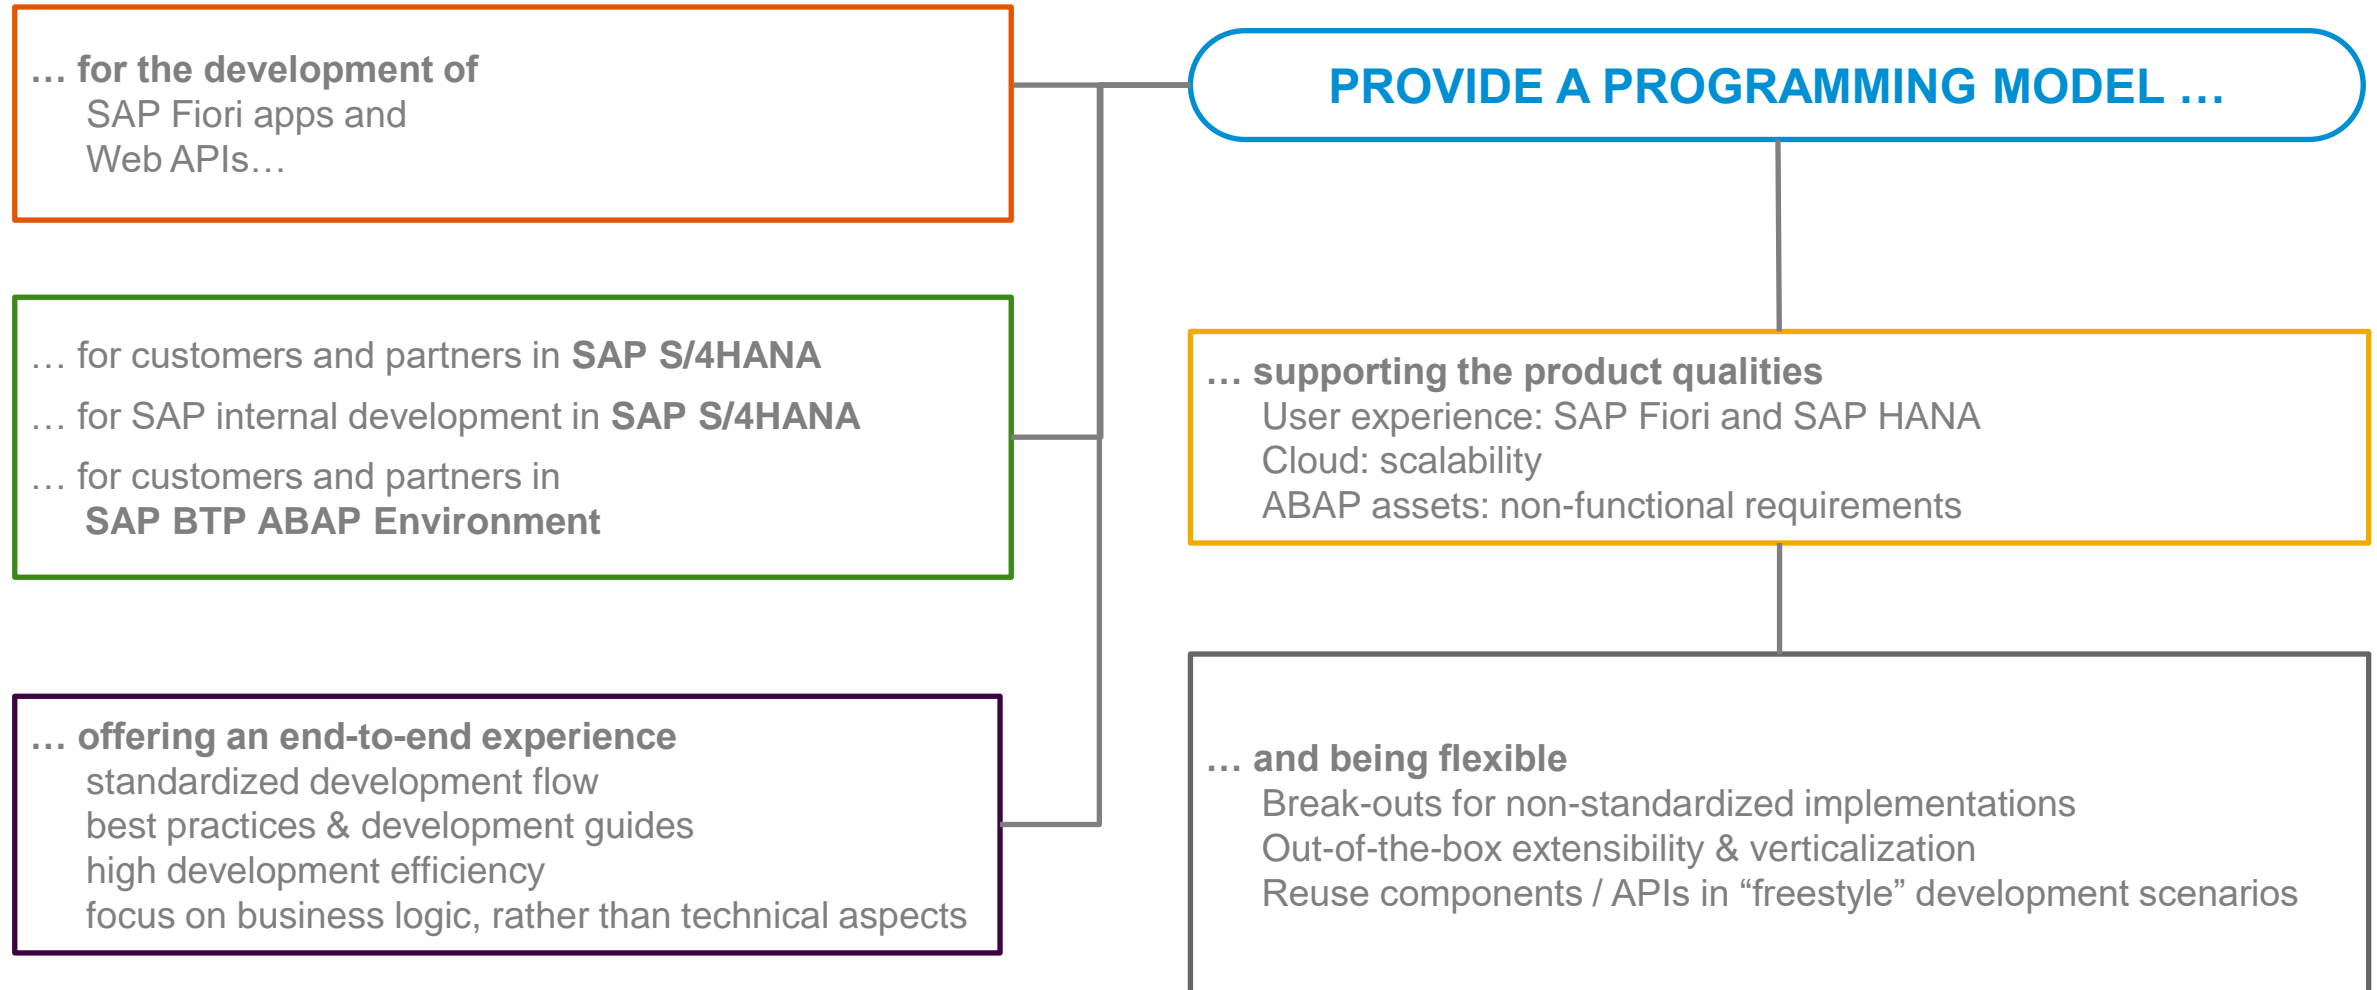 PROVIDE A PROGRAMMING MODEL …
… for the development of
SAP Fiori apps and
Web APIs…
… for customers and partners in SAP S/4HANA
… for SAP internal development in SAP S/4HANA
… for customers and partners in
SAP BTP ABAP Environment
… offering an end-to-end experience
standardized development flow
best practices & development guides
high development efficiency
focus on business logic, rather than technical aspects
… supporting the product qualities
User experience: SAP Fiori and SAP HANA
Cloud: scalability
ABAP assets: non-functional requirements
… and being flexible
Break-outs for non-standardized implementations
Out-of-the-box extensibility & verticalization
Reuse components / APIs in “freestyle” development scenarios